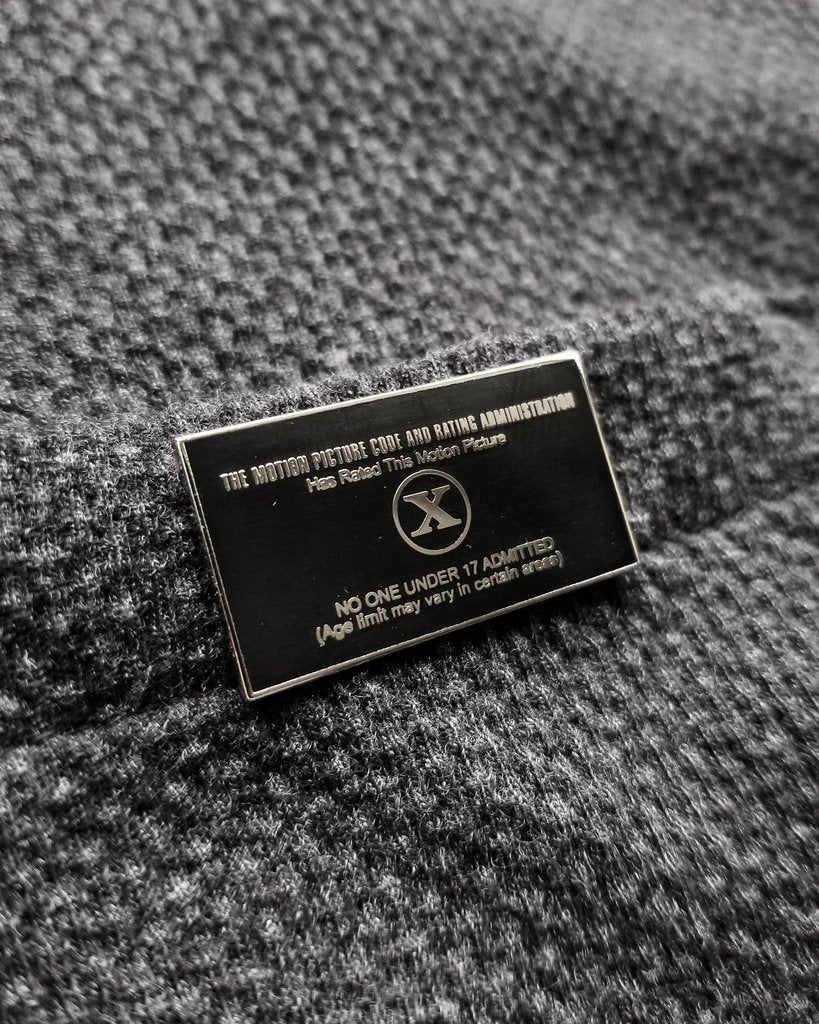 THE MOTION PICTURE CODE AND RATING ADMINISTRATION
Has Rated This Motion Picture
X
NO ONE UNDER 17 ADMITTED
(Age limit may vary in certain areas)